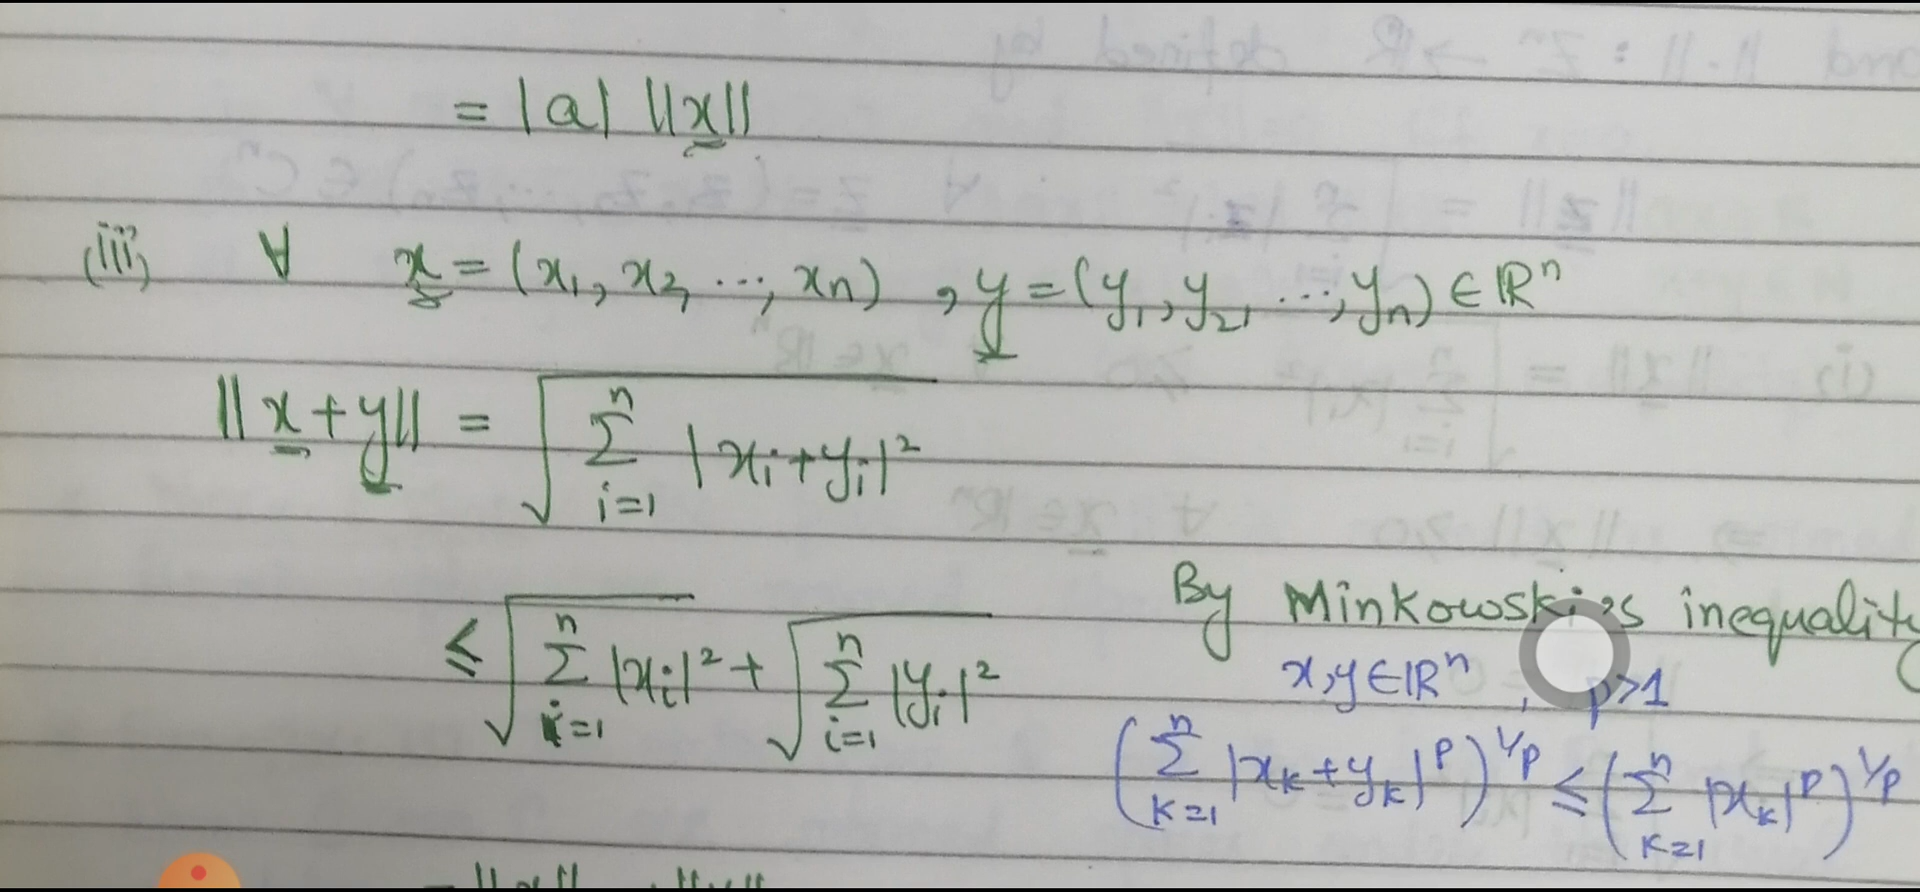 = |a| ||x||
(iii) ∀ x = (x₁, x₂, ..., xₙ), y = (y₁, y₂, ..., yₙ) ∈ ℝⁿ
||x + y|| = √(∑ᵢ₌₁ⁿ |xᵢ + yᵢ|²)
≤ √(∑ᵢ₌₁ⁿ |xᵢ|²) + √(∑ᵢ₌₁ⁿ |yᵢ|²)
By Minkowski's inequality
x, y ∈ ℝⁿ, p>1
(∑ₖ₌₁ⁿ |xₖ + yₖ|ᵖ)^(1/p) ≤ (∑ₖ₌₁ⁿ |xₖ|ᵖ)^(1/p)